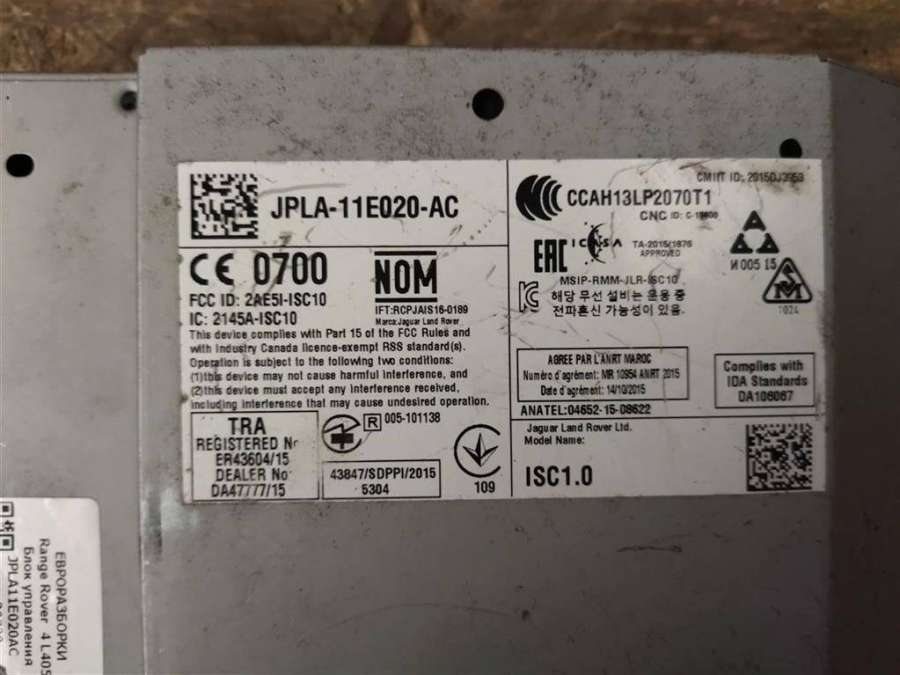 JPLA-11E020-AC
CE 0700
FCC ID: 2AE5I-ISC10
IC: 2145A-ISC10
NOM
IFT:RCPJAIS16-0189
Marca:Jaguar Land Rover
This device complies with Part 15 of the FCC Rules and
with Industry Canada licence-exempt RSS standard(s).
Operation is subject to the following two conditions:
(1)this device may not cause harmful interference, and
(2)this device must accept any interference received,
including interference that may cause undesired operation.
TRA
REGISTERED No
ER43604/15
DEALER No
DA47777/15
R 005-101138
43847/SDPPI/2015
5304
109
CMIIT ID: 2015DJ3958
CCAH13LP2070T1
CNC ID: C-
EAC
ICASA
TA-2015/1876
APPROVED
И 005 15
MSIP-RMM-JLR-ISC10
해당 무선 설비는 운용 중
전파혼신 가능성이 있음.
1024
AGREE PAR L'ANRT MAROC
Numéro d'agrément: MR 10954 ANRT 2015
Date d'agrément: 14/10/2015
Complies with
IDA Standards
DA106067
ANATEL:04652-15-08622
Jaguar Land Rover Ltd.
Model Name:
ISC1.0
ЕВРОРАЗБОРКИ
Range Rover 4 L405
Блок управления
JPLA11E020AC